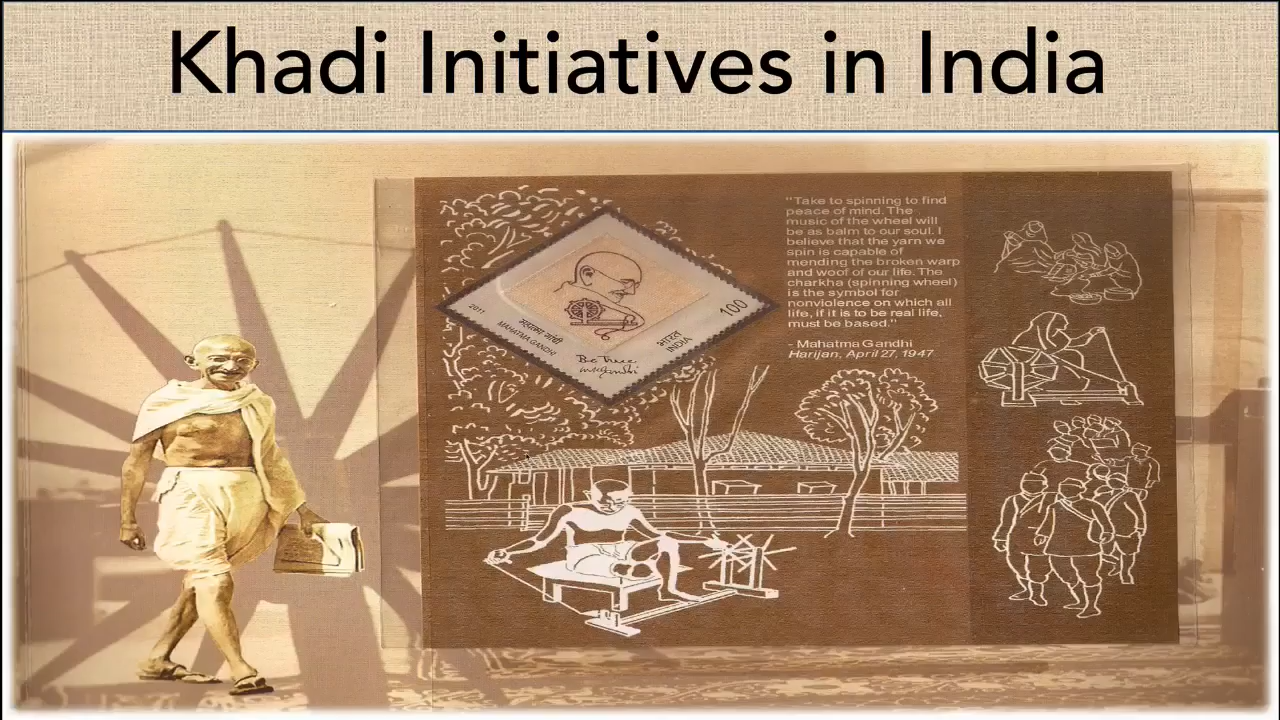 Khadi Initiatives in India
"Take to spinning to find
peace of mind. The
music of the wheel will
be as balm to our soul. I
believe that the yarn we
spin is capable of
mending the broken warp
and woof of our life. The
charkha (spinning wheel)
is the symbol for
nonviolence on which all
life, if it is to be real life,
must be based."
- Mahatma Gandhi
Harijan, April 27, 1947
2011
महात्मा गांधी
MAHATMA GANDHI
Be true
mkgandhi
भारत
INDIA
100